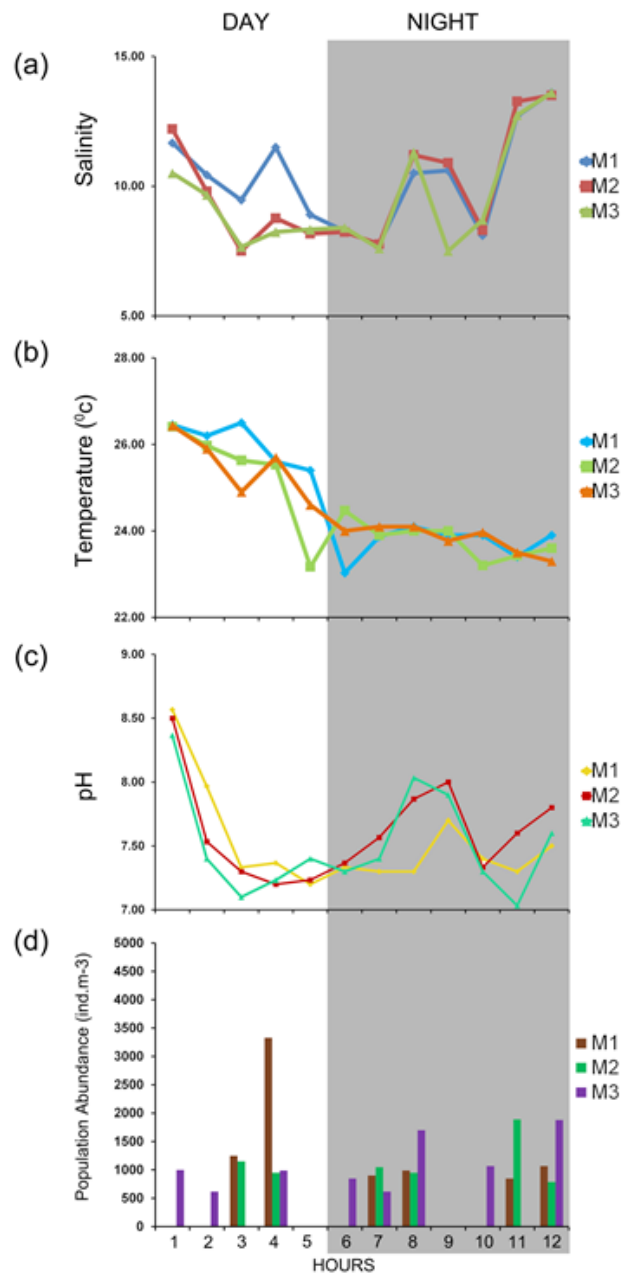 DAY NIGHT
(a)
Salinity
15.00
10.00
5.00
M1
M2
M3
(b)
Temperature (⁰c)
28.00
26.00
24.00
22.00
M1
M2
M3
(c)
pH
9.00
8.50
8.00
7.50
7.00
M1
M2
M3
(d)
Population Abundance (ind.m-3)
5000
4500
4000
3500
3000
2500
2000
1500
1000
500
0
M1
M2
M3
1 2 3 4 5 6 7 8 9 10 11 12
HOURS